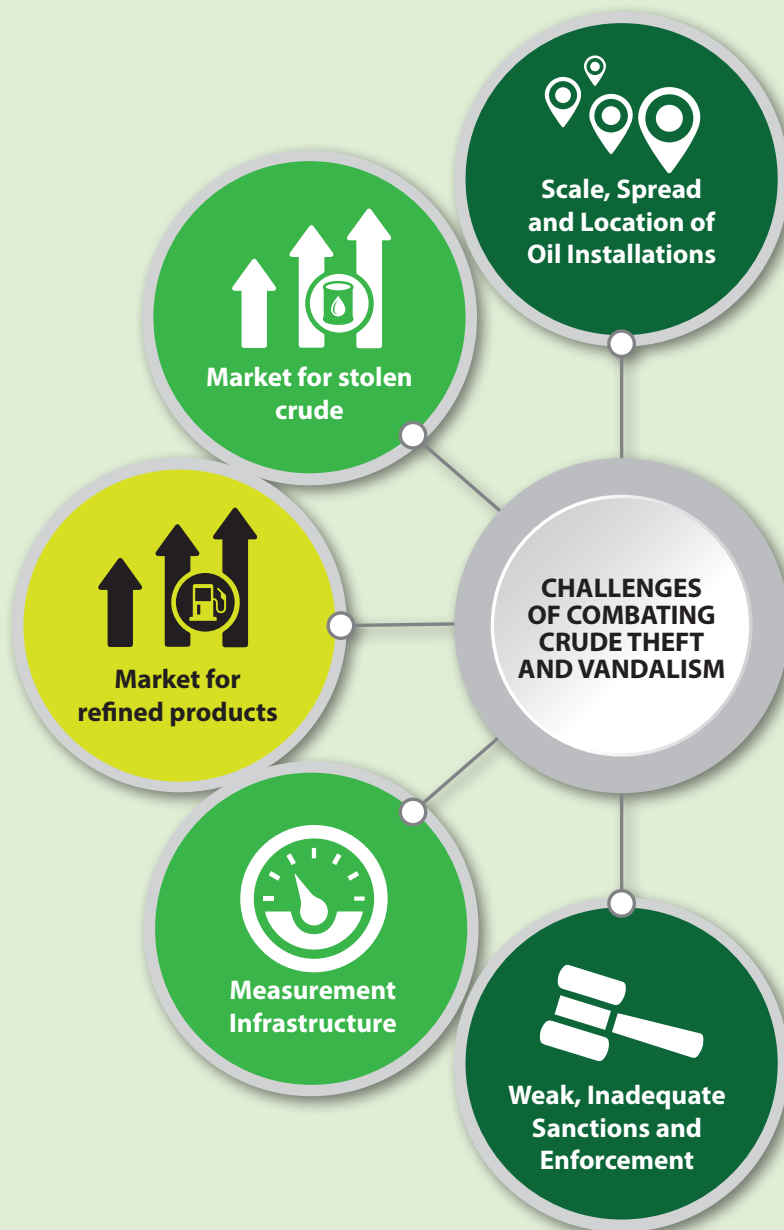 Scale, Spread
and Location of
Oil Installations
Market for stolen
crude
CHALLENGES
OF COMBATING
CRUDE THEFT
AND VANDALISM
Market for
refined products
Measurement
Infrastructure
Weak, Inadequate
Sanctions and
Enforcement